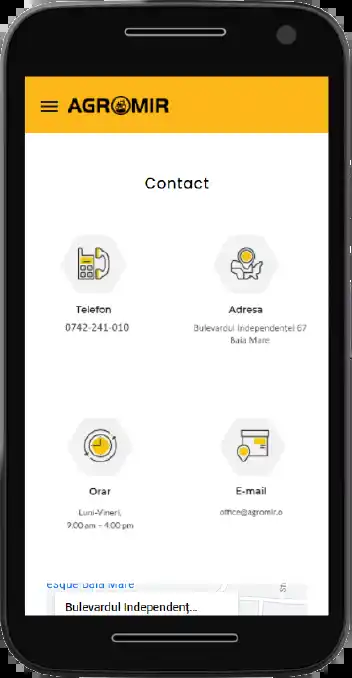 AGROMIR
Contact
Telefon
0742-241-010
Adresa
Bulevardul Independentei 67
Baia Mare
Orar
Luni-Vineri,
9:00 am - 4:00 pm
E-mail
office@agromir.o
esque Baia Mare
Bulevardul Independenț...